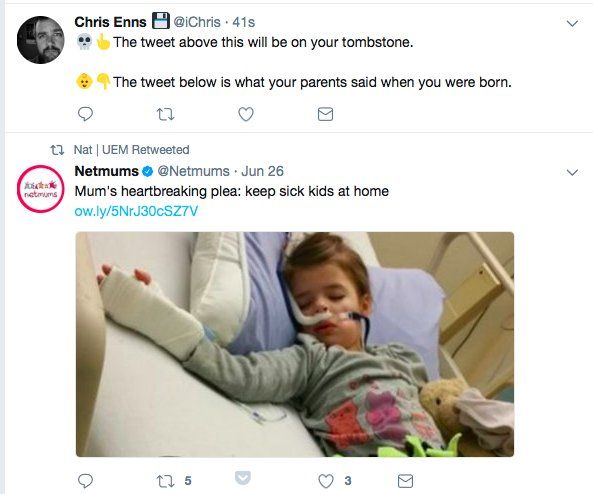 Chris Enns 💾 @iChris · 41s
💀👆The tweet above this will be on your tombstone.
👶👇The tweet below is what your parents said when you were born.
Nat | UEM Retweeted
Netmums @Netmums · Jun 26
netmums
Mum's heartbreaking plea: keep sick kids at home
ow.ly/5NrJ30cSZ7V
5
3